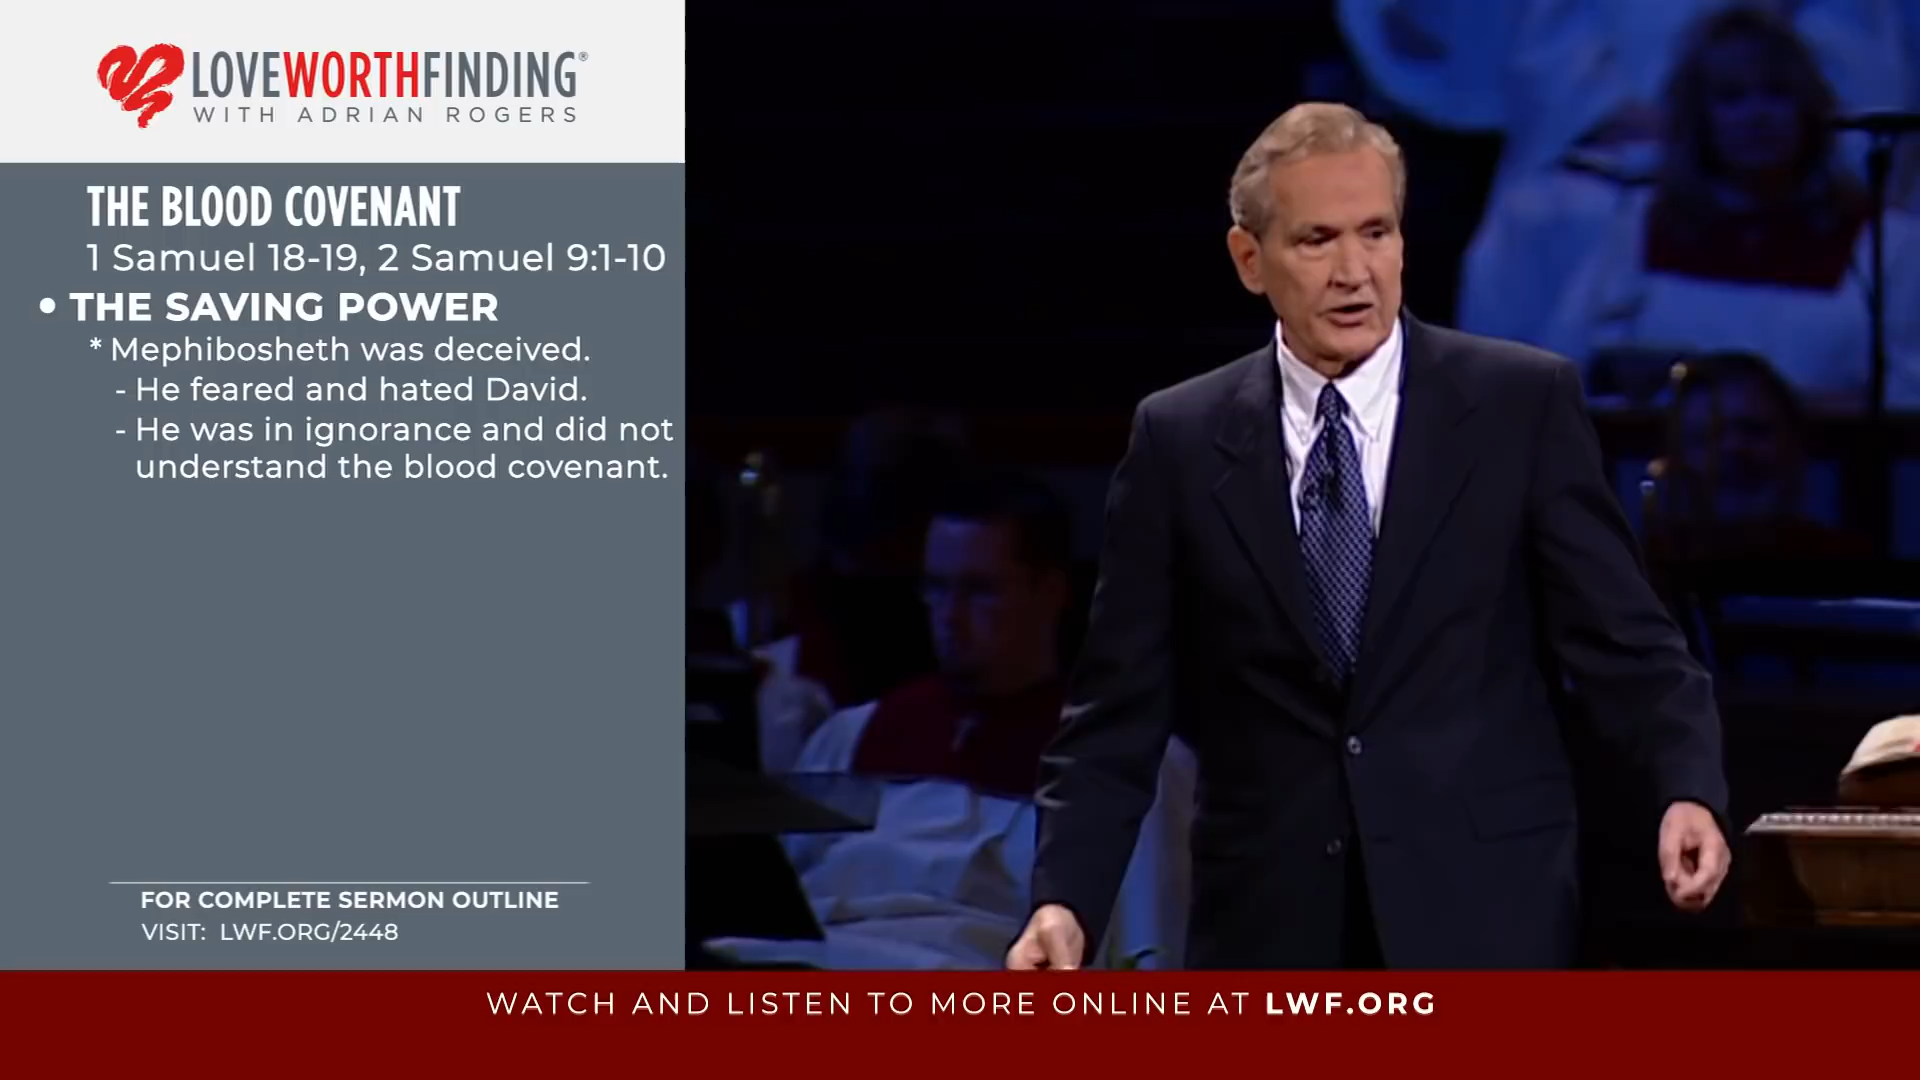 LOVEWORTHFINDING®
WITH ADRIAN ROGERS
THE BLOOD COVENANT
1 Samuel 18-19, 2 Samuel 9:1-10
• THE SAVING POWER
* Mephibosheth was deceived.
- He feared and hated David.
- He was in ignorance and did not
understand the blood covenant.
FOR COMPLETE SERMON OUTLINE
VISIT: LWF.ORG/2448
WATCH AND LISTEN TO MORE ONLINE AT LWF.ORG